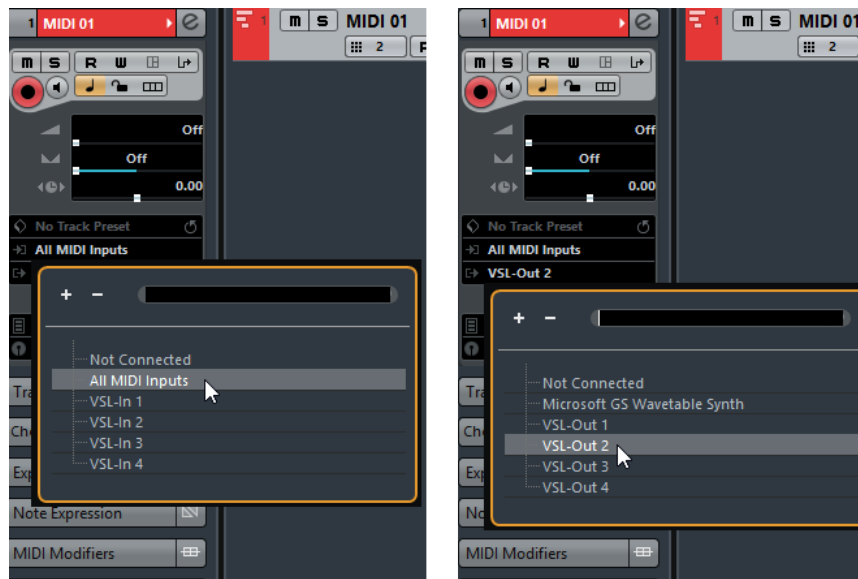 1 MIDI 01 e
1 m S MIDI 01
2
m S R W
Off
Off
0.00
No Track Preset
All MIDI Inputs
+ −
Not Connected
All MIDI Inputs
VSL-In 1
VSL-In 2
VSL-In 3
VSL-In 4
Note Expression
MIDI Modifiers
1 MIDI 01 e
1 m S MIDI 01
2
m S R W
Off
Off
0.00
No Track Preset
All MIDI Inputs
VSL-Out 2
+ −
Not Connected
Microsoft GS Wavetable Synth
VSL-Out 1
VSL-Out 2
VSL-Out 3
VSL-Out 4
MIDI Modifiers